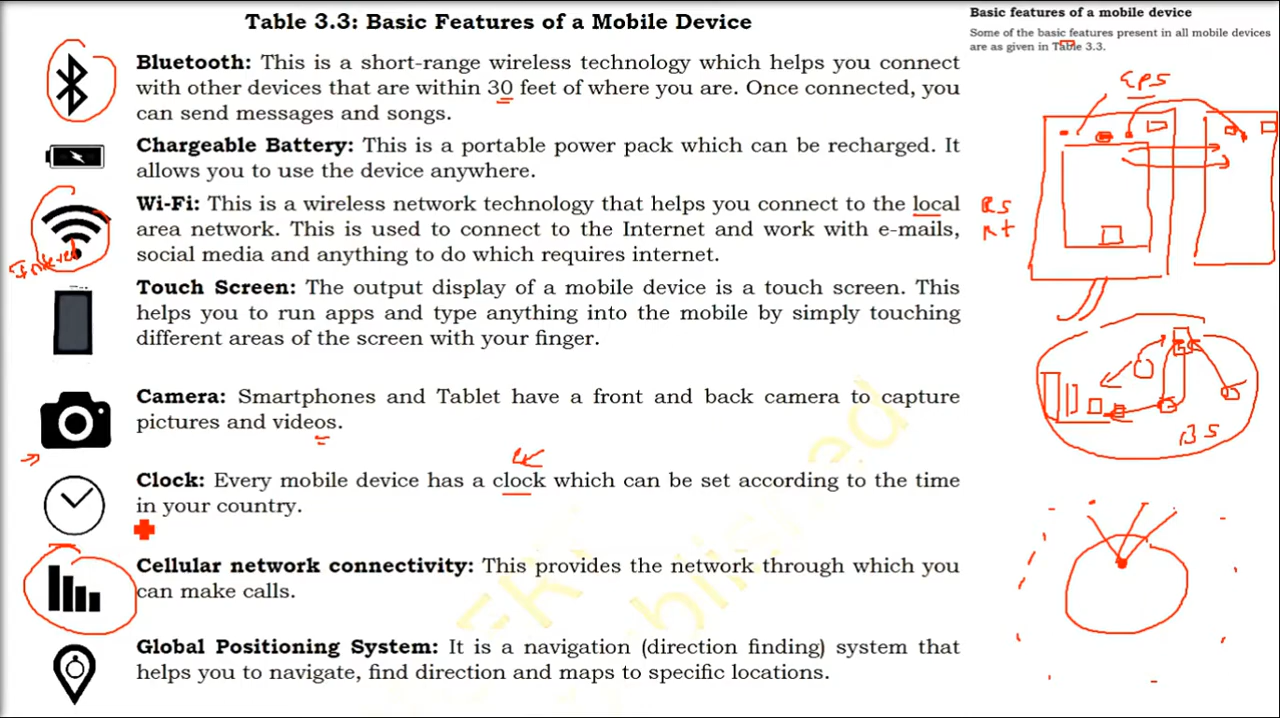 Table 3.3: Basic Features of a Mobile Device
Bluetooth: This is a short-range wireless technology which helps you connect
with other devices that are within 30 feet of where you are. Once connected, you
can send messages and songs.
Chargeable Battery: This is a portable power pack which can be recharged. It
allows you to use the device anywhere.
Wi-Fi: This is a wireless network technology that helps you connect to the local
area network. This is used to connect to the Internet and work with e-mails,
social media and anything to do which requires internet.
Touch Screen: The output display of a mobile device is a touch screen. This
helps you to run apps and type anything into the mobile by simply touching
different areas of the screen with your finger.
Camera: Smartphones and Tablet have a front and back camera to capture
pictures and videos.
Clock: Every mobile device has a clock which can be set according to the time
in your country.
Cellular network connectivity: This provides the network through which you
can make calls.
Global Positioning System: It is a navigation (direction finding) system that
helps you to navigate, find direction and maps to specific locations.
Basic features of a mobile device
Some of the basic features present in all mobile devices
are as given in Table 3.3.
BS